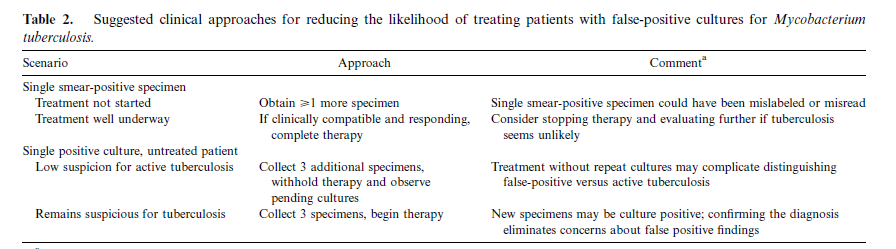 Table 2. Suggested clinical approaches for reducing the likelihood of treating patients with false-positive cultures for Mycobacterium
tuberculosis.
Scenario Approach Comment^a
Single smear-positive specimen
Treatment not started Obtain ⩾1 more specimen Single smear-positive specimen could have been mislabeled or misread
Treatment well underway If clinically compatible and responding, Consider stopping therapy and evaluating further if tuberculosis
complete therapy seems unlikely
Single positive culture, untreated patient
Low suspicion for active tuberculosis Collect 3 additional specimens, Treatment without repeat cultures may complicate distinguishing
withhold therapy and observe false-positive versus active tuberculosis
pending cultures
Remains suspicious for tuberculosis Collect 3 specimens, begin therapy New specimens may be culture positive; confirming the diagnosis
eliminates concerns about false positive findings